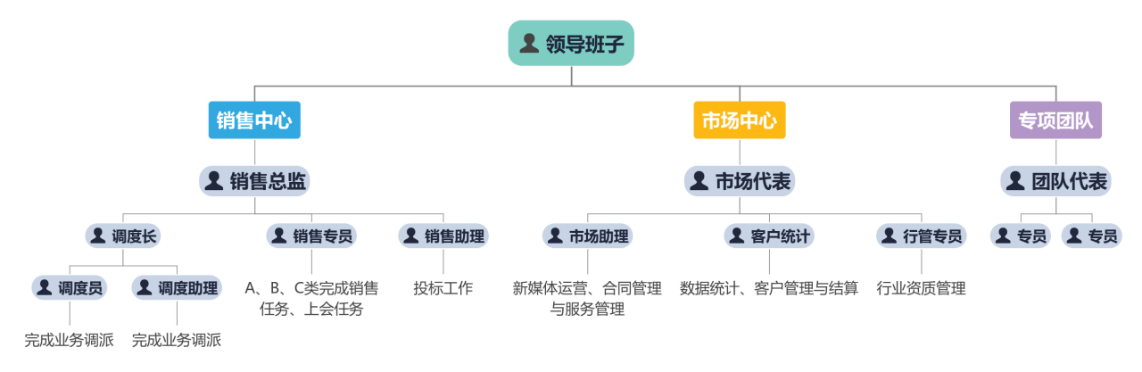 领导班子
销售中心
市场中心
专项团队
销售总监
市场代表
团队代表
调度长
销售专员
销售助理
市场助理
客户统计
行管专员
专员
专员
调度员
调度助理
A、B、C类完成销售
任务、上会任务
投标工作
新媒体运营、合同管理
与服务管理
数据统计、客户管理与结算
行业资质管理
完成业务调派
完成业务调派